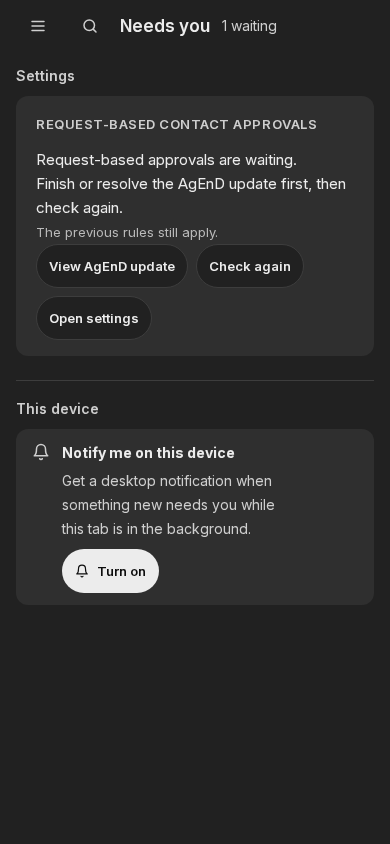 Needs you 1 waiting
Settings
REQUEST-BASED CONTACT APPROVALS
Request-based approvals are waiting.
Finish or resolve the AgEnD update first, then
check again.
The previous rules still apply.
View AgEnD update Check again
Open settings
This device
Notify me on this device
Get a desktop notification when
something new needs you while
this tab is in the background.
Turn on